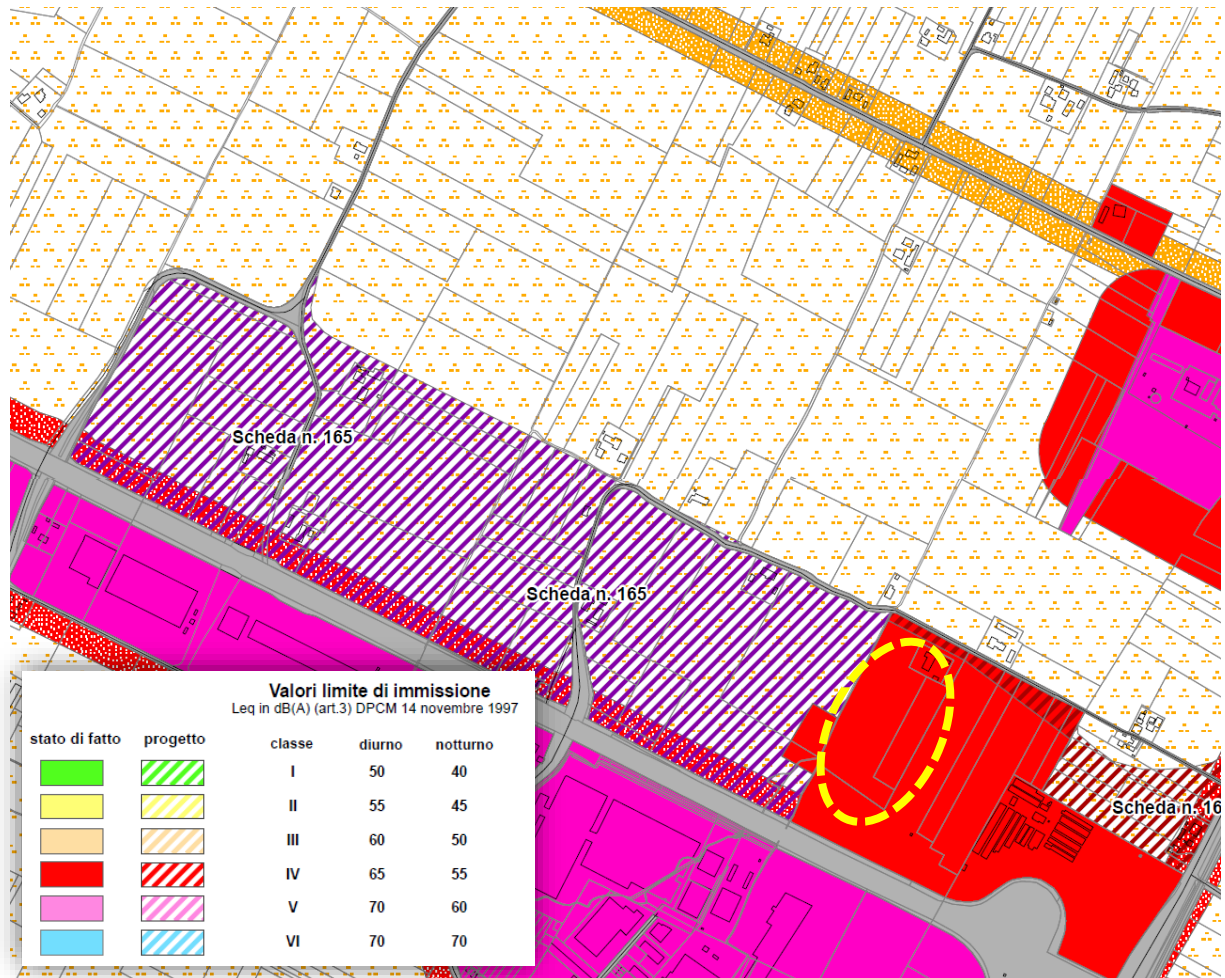 Scheda n. 165
Scheda n. 165
Scheda n. 16
Valori limite di immissione
Leq in dB(A) (art.3) DPCM 14 novembre 1997
stato di fatto progetto classe diurno notturno
I 50 40
II 55 45
III 60 50
IV 65 55
V 70 60
VI 70 70